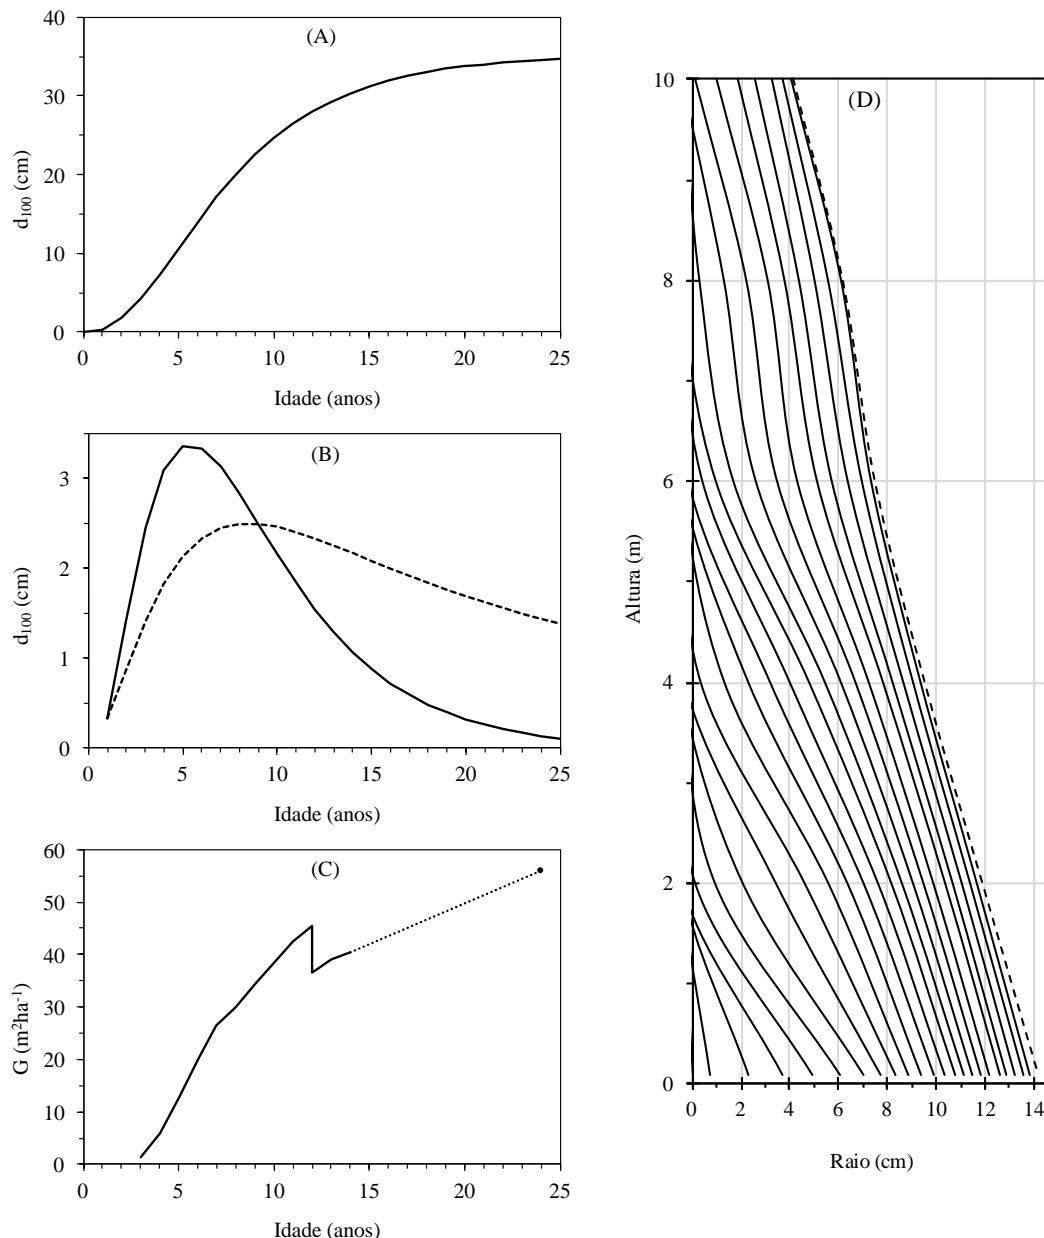 (A)
d₁₀₀ (cm)
40
30
20
10
0
0 5 10 15 20 25
Idade (anos)
(B)
d₁₀₀ (cm)
3
2
1
0
0 5 10 15 20 25
Idade (anos)
(C)
G (m²ha⁻¹)
60
50
40
30
20
10
0
0 5 10 15 20 25
Idade (anos)
(D)
Altura (m)
10
8
6
4
2
0
0 2 4 6 8 10 12 14
Raio (cm)